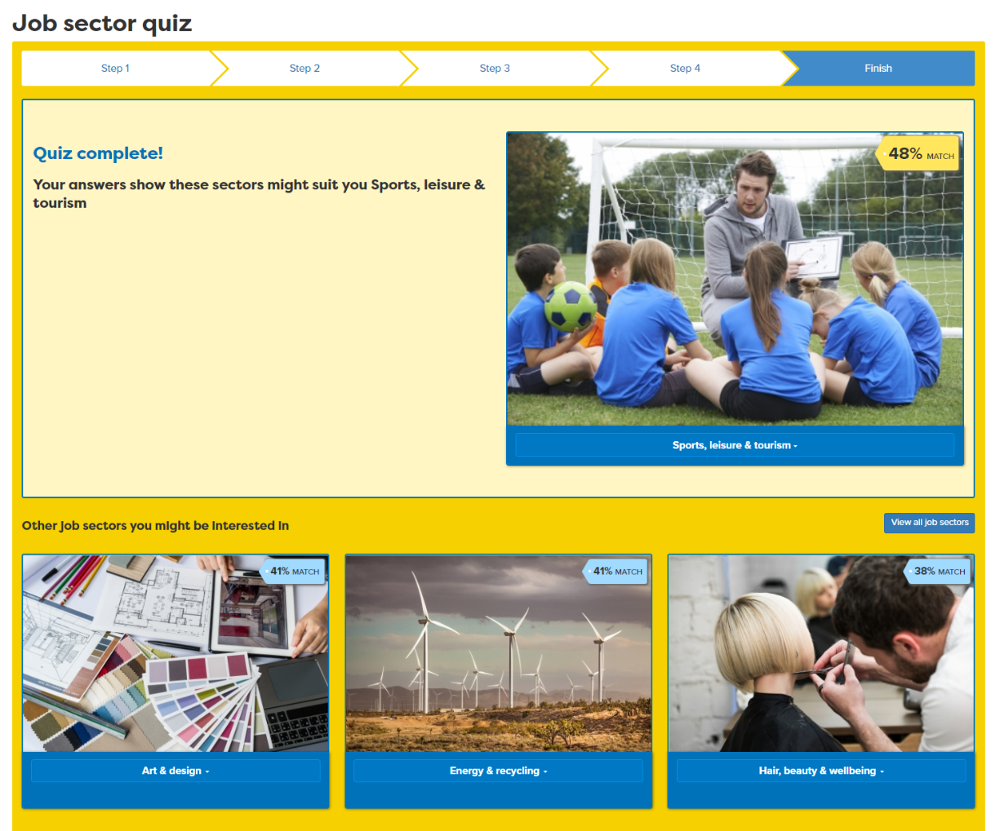 Job sector quiz
Step 1
Step 2
Step 3
Step 4
Finish
Quiz complete!
Your answers show these sectors might suit you Sports, leisure &
tourism
48% MATCH
Sports, leisure & tourism
Other job sectors you might be interested in
View all job sectors
41% MATCH
41% MATCH
38% MATCH
Art & design
Energy & recycling
Hair, beauty & wellbeing